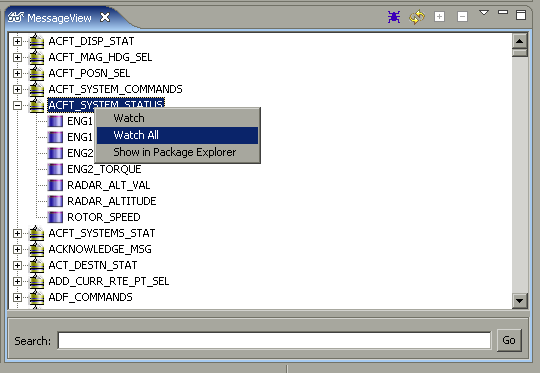 MessageView
ACFT_DISP_STAT
ACFT_MAG_HDG_SEL
ACFT_POSN_SEL
ACFT_SYSTEM_COMMANDS
ACFT_SYSTEM_STATUS
ENG1
Watch
ENG1
Watch All
ENG2
Show in Package Explorer
ENG2_TORQUE
RADAR_ALT_VAL
RADAR_ALTITUDE
ROTOR_SPEED
ACFT_SYSTEMS_STAT
ACKNOWLEDGE_MSG
ACT_DESTN_STAT
ADD_CURR_RTE_PT_SEL
ADF_COMMANDS
Search: Go